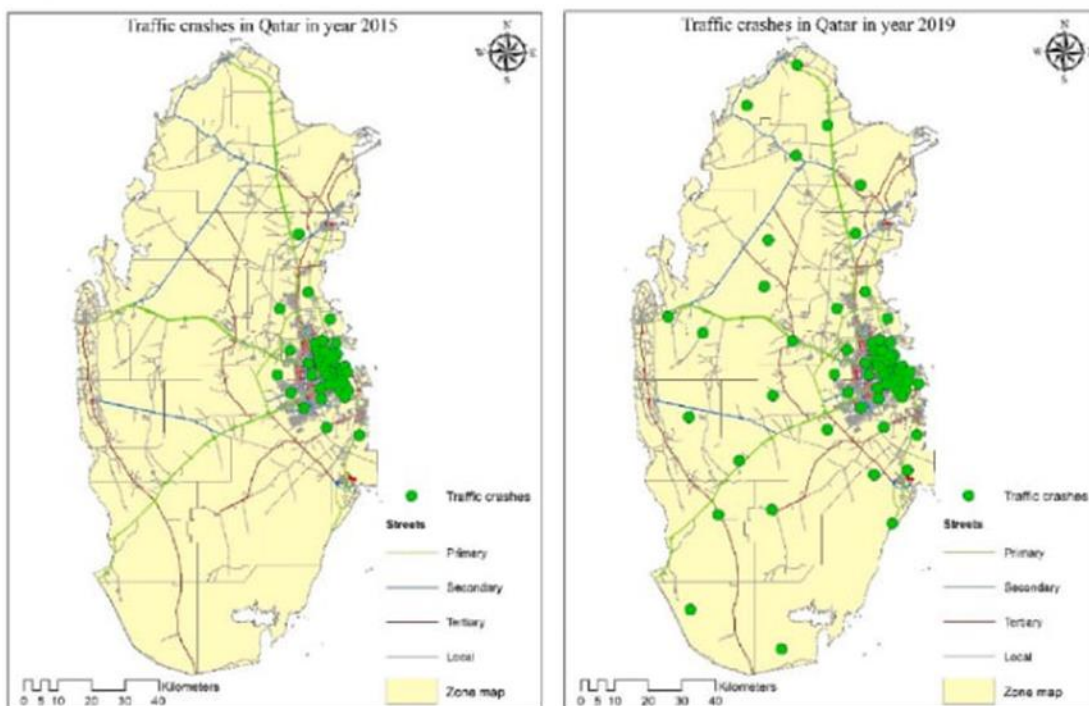 Traffic crashes in Qatar in year 2015
N
W
E
S
Traffic crashes
Streets
Primary
Secondary
Tertiary
Local
Zone map
Kilometers
0 5 10 20 30 40
Traffic crashes in Qatar in year 2019
N
W
E
S
Traffic crashes
Streets
Primary
Secondary
Tertiary
Local
Zone map
Kilometers
0 5 10 20 30 40